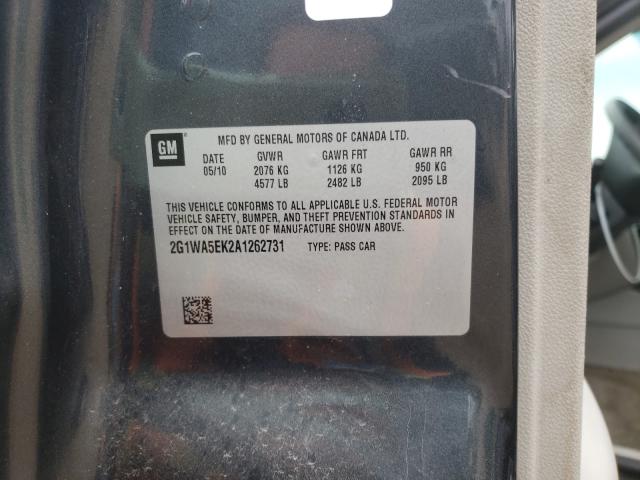 GM
MFD BY GENERAL MOTORS OF CANADA LTD.
DATE GVWR GAWR FRT GAWR RR
05/10 2076 KG 1126 KG 950 KG
4577 LB 2482 LB 2095 LB
THIS VEHICLE CONFORMS TO ALL APPLICABLE U.S. FEDERAL MOTOR
VEHICLE SAFETY, BUMPER, AND THEFT PREVENTION STANDARDS IN
EFFECT ON THE DATE OF MANUFACTURE SHOWN ABOVE.
2G1WA5EK2A1262731 TYPE: PASS CAR